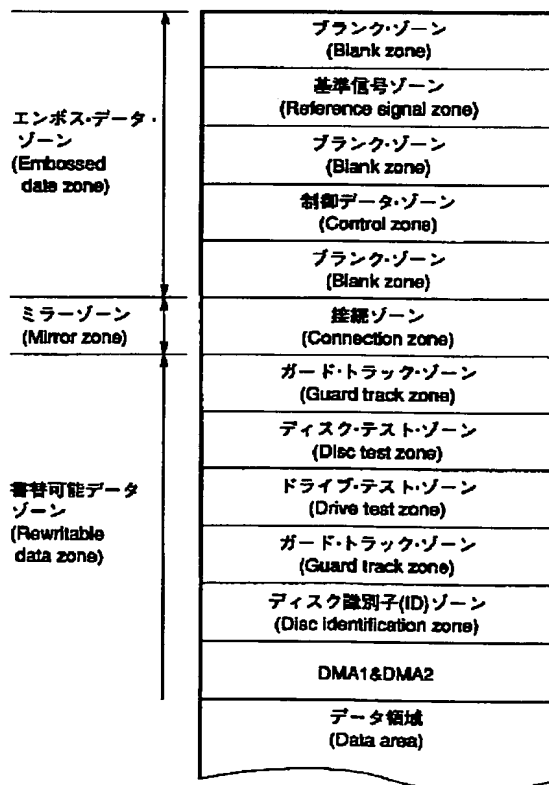 ブランク・ゾーン
(Blank zone)
基準信号ゾーン
(Reference signal zone)
エンボス・データ・
ゾーン
(Embossed
date zone)
ブランク・ゾーン
(Blank zone)
制御データ・ゾーン
(Control zone)
ブランク・ゾーン
(Blank zone)
ミラーゾーン
(Mirror zone)
接続ゾーン
(Connection zone)
ガード・トラック・ゾーン
(Guard track zone)
ディスク・テスト・ゾーン
(Disc test zone)
書替可能データ
ゾーン
(Rewritable
data zone)
ドライブ・テスト・ゾーン
(Drive test zone)
ガード・トラック・ゾーン
(Guard track zone)
ディスク識別子(ID)ゾーン
(Disc identification zone)
DMA1&DMA2
データ領域
(Data area)